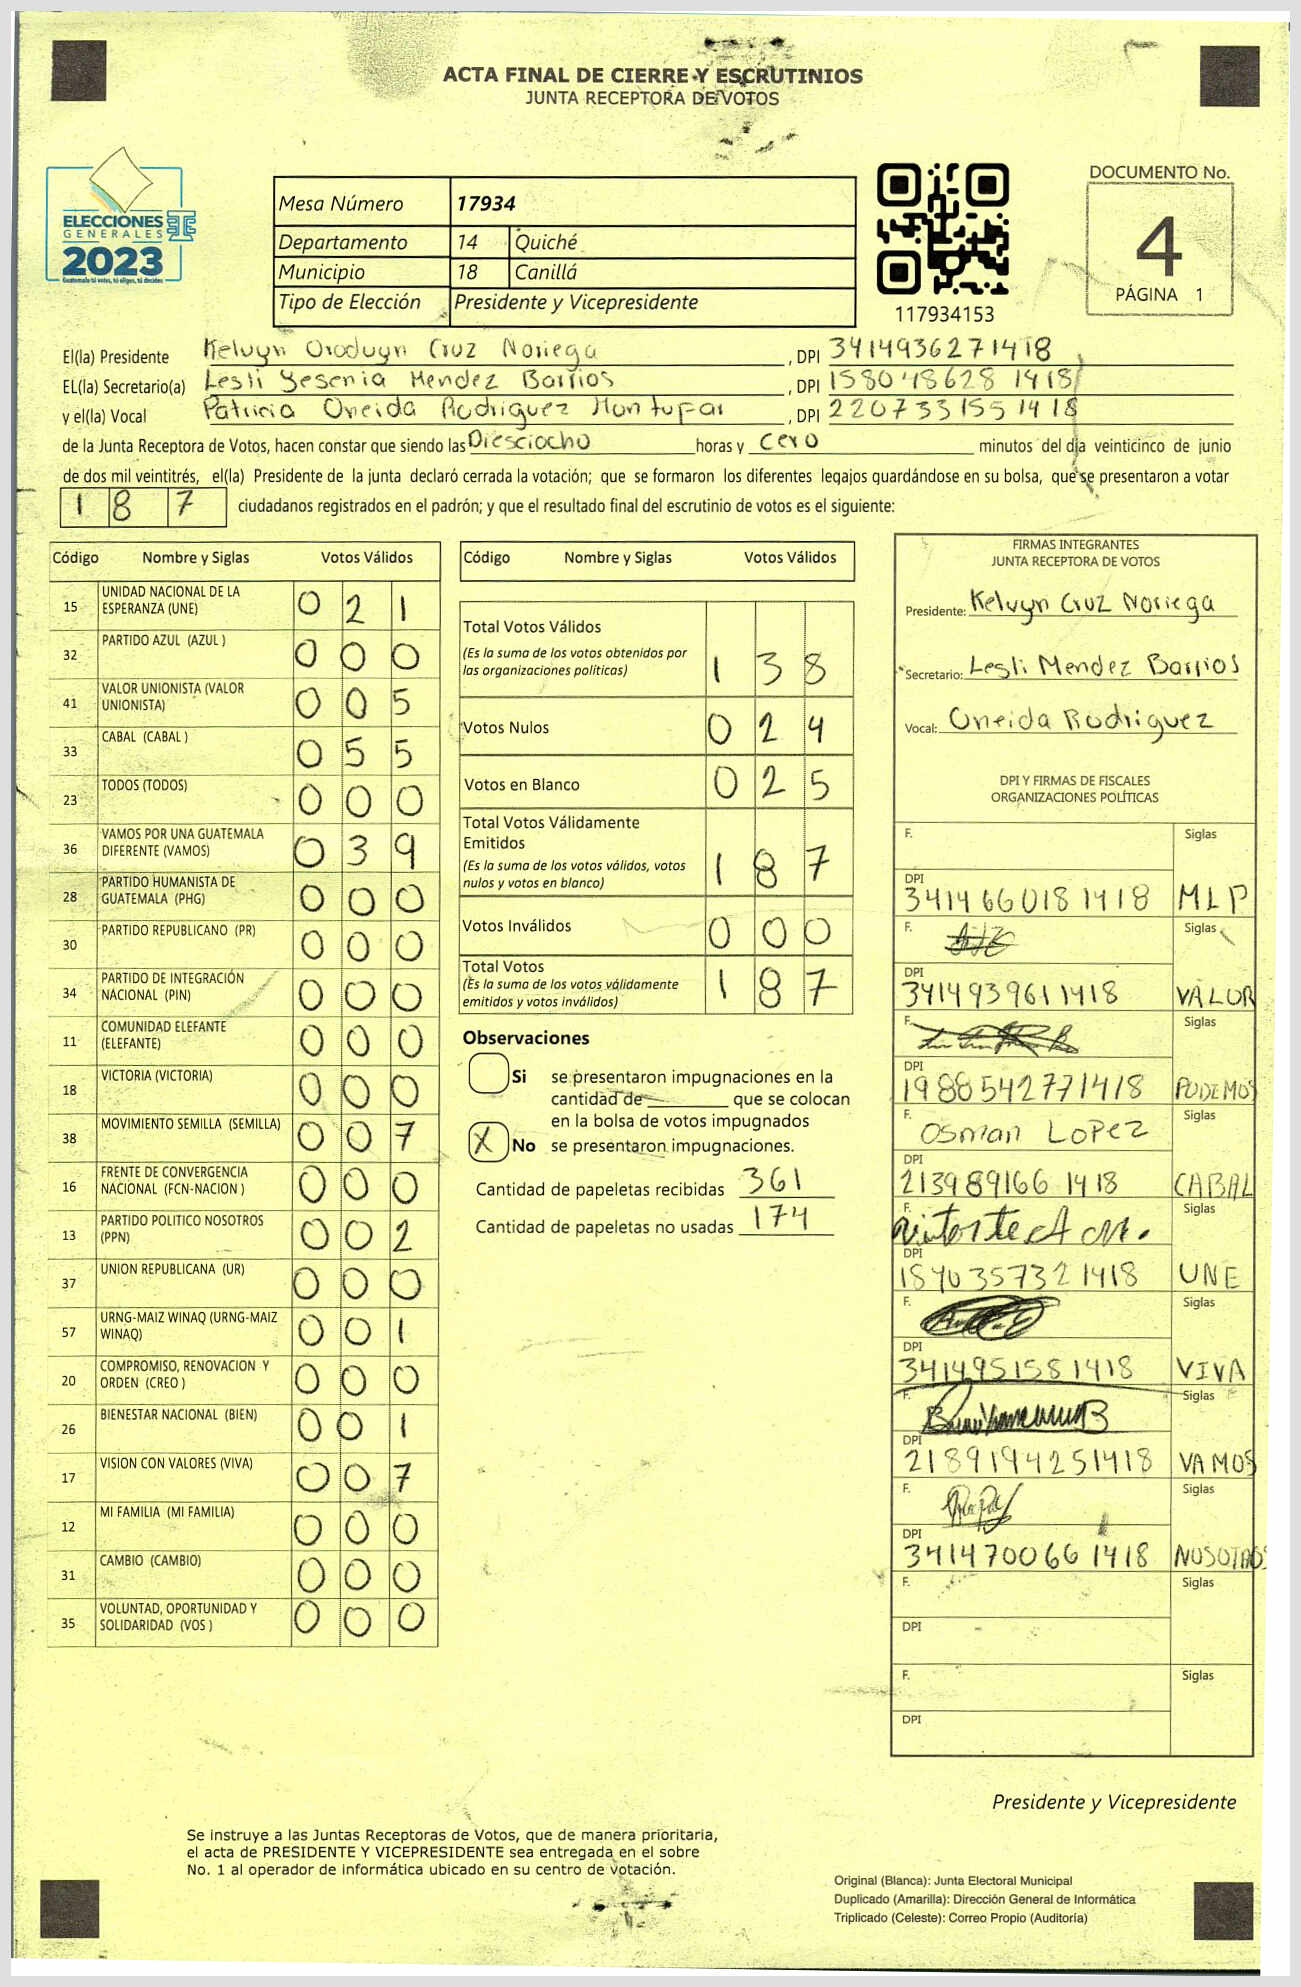 ACTA FINAL DE CIERRE Y ESCRUTINIOS
JUNTA RECEPTORA DE VOTOS
ELECCIONES
GENERALES
2023
Guatemala tú votas, tú eliges, tú decides
Mesa Número 17934
Departamento 14 Quiché
Municipio 18 Canillá
Tipo de Elección Presidente y Vicepresidente
117934153
DOCUMENTO No.
4
PÁGINA 1
El(la) Presidente Kelvyn Oroduyn Cruz Noriega, DPI 3414936271418
EL(la) Secretario(a) Lesli Yesenia Mendez Barrios, DPI 158048628 1418
y el(la) Vocal Patricia Oneida Rodriguez Montufar, DPI 220733155 1418
de la Junta Receptora de Votos, hacen constar que siendo las Diesciocho horas y cero minutos del día veinticinco de junio
de dos mil veintitrés, el(la) Presidente de la junta declaró cerrada la votación; que se formaron los diferentes legajos guardándose en su bolsa, que se presentaron a votar
1 8 7 ciudadanos registrados en el padrón; y que el resultado final del escrutinio de votos es el siguiente:
Código Nombre y Siglas Votos Válidos
15 UNIDAD NACIONAL DE LA ESPERANZA (UNE) 0 2 1
32 PARTIDO AZUL (AZUL ) 0 0 0
41 VALOR UNIONISTA (VALOR UNIONISTA) 0 0 5
33 CABAL (CABAL ) 0 5 5
23 TODOS (TODOS) 0 0 0
36 VAMOS POR UNA GUATEMALA DIFERENTE (VAMOS) 0 3 9
28 PARTIDO HUMANISTA DE GUATEMALA (PHG) 0 0 0
30 PARTIDO REPUBLICANO (PR) 0 0 0
34 PARTIDO DE INTEGRACIÓN NACIONAL (PIN) 0 0 0
11 COMUNIDAD ELEFANTE (ELEFANTE) 0 0 0
18 VICTORIA (VICTORIA) 0 0 0
38 MOVIMIENTO SEMILLA (SEMILLA) 0 0 7
16 FRENTE DE CONVERGENCIA NACIONAL (FCN-NACION ) 0 0 0
13 PARTIDO POLITICO NOSOTROS (PPN) 0 0 2
37 UNION REPUBLICANA (UR) 0 0 0
57 URNG-MAIZ WINAQ (URNG-MAIZ WINAQ) 0 0 1
20 COMPROMISO, RENOVACION Y ORDEN (CREO ) 0 0 0
26 BIENESTAR NACIONAL (BIEN) 0 0 1
17 VISION CON VALORES (VIVA) 0 0 7
12 MI FAMILIA (MI FAMILIA) 0 0 0
31 CAMBIO (CAMBIO) 0 0 0
35 VOLUNTAD, OPORTUNIDAD Y SOLIDARIDAD (VOS ) 0 0 0
Código Nombre y Siglas Votos Válidos
Total Votos Válidos
(Es la suma de los votos obtenidos por
las organizaciones políticas) 1 3 8
Votos Nulos 0 2 4
Votos en Blanco 0 2 5
Total Votos Válidamente
Emitidos
(Es la suma de los votos válidos, votos
nulos y votos en blanco) 1 8 7
Votos Inválidos 0 0 0
Total Votos
(Es la suma de los votos válidamente
emitidos y votos inválidos) 1 8 7
Observaciones
Si se presentaron impugnaciones en la
cantidad de ________ que se colocan
en la bolsa de votos impugnados
X No se presentaron impugnaciones.
Cantidad de papeletas recibidas 361
Cantidad de papeletas no usadas 174
FIRMAS INTEGRANTES
JUNTA RECEPTORA DE VOTOS
Presidente: Kelvyn Cruz Noriega
Secretario: Lesli Mendez Barrios
Vocal: Oneida Rodriguez
DPI Y FIRMAS DE FISCALES
ORGANIZACIONES POLÍTICAS
F. Siglas
DPI
3414 66018 1418 MLP
F. Siglas
DPI
3414939611418 VALOR
F. Siglas
DPI
1988542771418 PODEMOS
F. Osman Lopez Siglas
DPI
213989166 1418 CABAL
F. Siglas
DPI
184035732 1418 UNE
F. Siglas
DPI
3414951581418 VIVA
F. Siglas
DPI
2189194251418 VAMOS
F. Siglas
DPI
341470066 1418 NOSOTROS
F. Siglas
DPI
F. Siglas
DPI
Presidente y Vicepresidente
Se instruye a las Juntas Receptoras de Votos, que de manera prioritaria,
el acta de PRESIDENTE Y VICEPRESIDENTE sea entregada en el sobre
No. 1 al operador de informática ubicado en su centro de votación.
Original (Blanca): Junta Electoral Municipal
Duplicado (Amarilla): Dirección General de Informática
Triplicado (Celeste): Correo Propio (Auditoría)